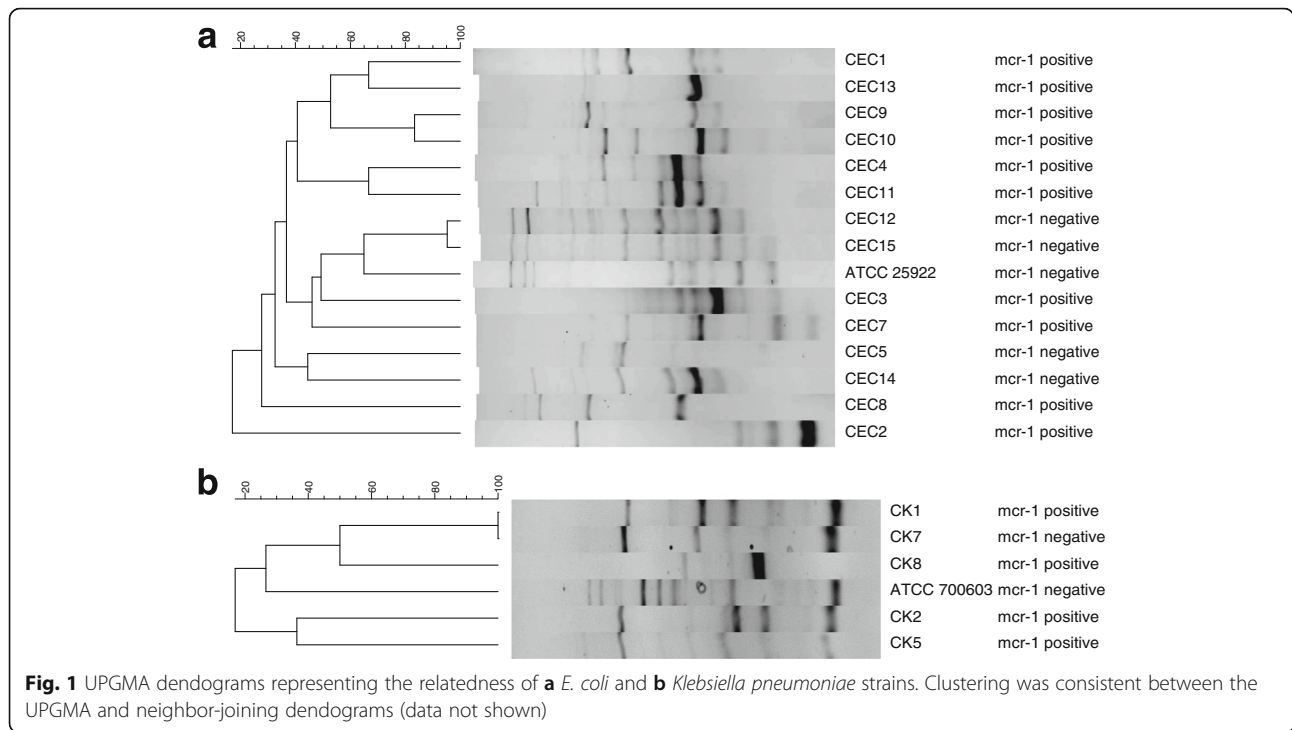 a
20 40 60 80 100
CEC1 mcr-1 positive
CEC13 mcr-1 positive
CEC9 mcr-1 positive
CEC10 mcr-1 positive
CEC4 mcr-1 positive
CEC11 mcr-1 positive
CEC12 mcr-1 negative
CEC15 mcr-1 negative
ATCC 25922 mcr-1 negative
CEC3 mcr-1 positive
CEC7 mcr-1 positive
CEC5 mcr-1 negative
CEC14 mcr-1 negative
CEC8 mcr-1 positive
CEC2 mcr-1 positive
b
20 40 60 80 100
CK1 mcr-1 positive
CK7 mcr-1 negative
CK8 mcr-1 positive
ATCC 700603 mcr-1 negative
CK2 mcr-1 positive
CK5 mcr-1 positive
Fig. 1 UPGMA dendograms representing the relatedness of a E. coli and b Klebsiella pneumoniae strains. Clustering was consistent between the
UPGMA and neighbor-joining dendograms (data not shown)